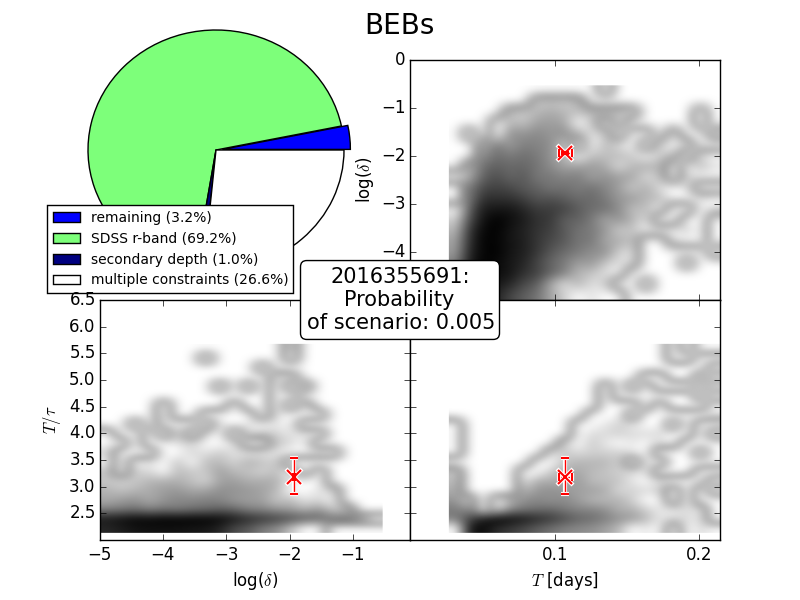 BEBs
remaining (3.2%)
SDSS r-band (69.2%)
secondary depth (1.0%)
multiple constraints (26.6%)
0
−1
−2
−3
−4
log(δ)
2016355691:
Probability
of scenario: 0.005
6.5
6.0
5.5
5.0
4.5
4.0
3.5
3.0
2.5
T/τ
−5 −4 −3 −2 −1
log(δ)
0.1 0.2
T [days]